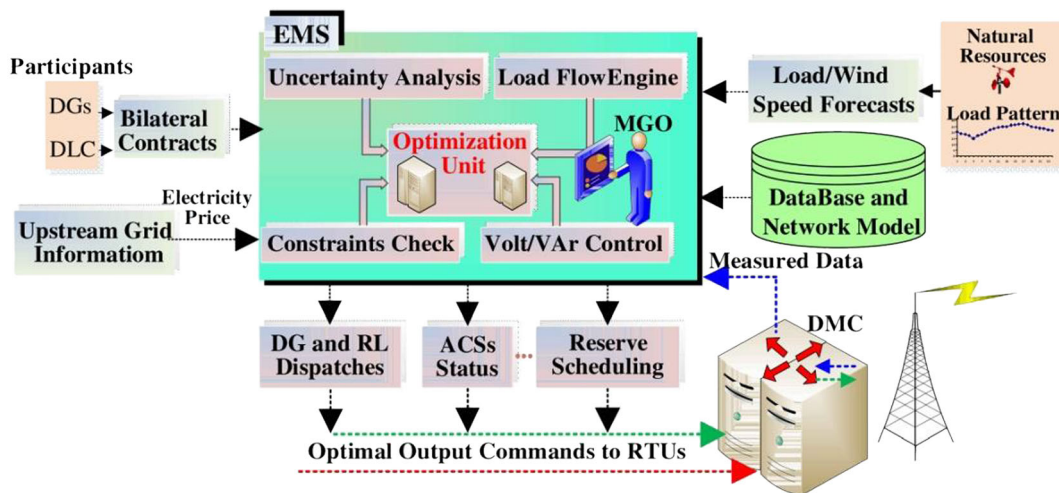 EMS
Participants
DGs
DLC
Bilateral
Contracts
Electricity
Price
Upstream Grid
Informatiom
Uncertainty Analysis
Load FlowEngine
Optimization
Unit
MGO
Constraints Check
Volt/VAr Control
Load/Wind
Speed Forecasts
Natural
Resources
Load Pattern
DataBase and
Network Model
Measured Data
DMC
DG and RL
Dispatches
ACSs
Status
Reserve
Scheduling
Optimal Output Commands to RTUs